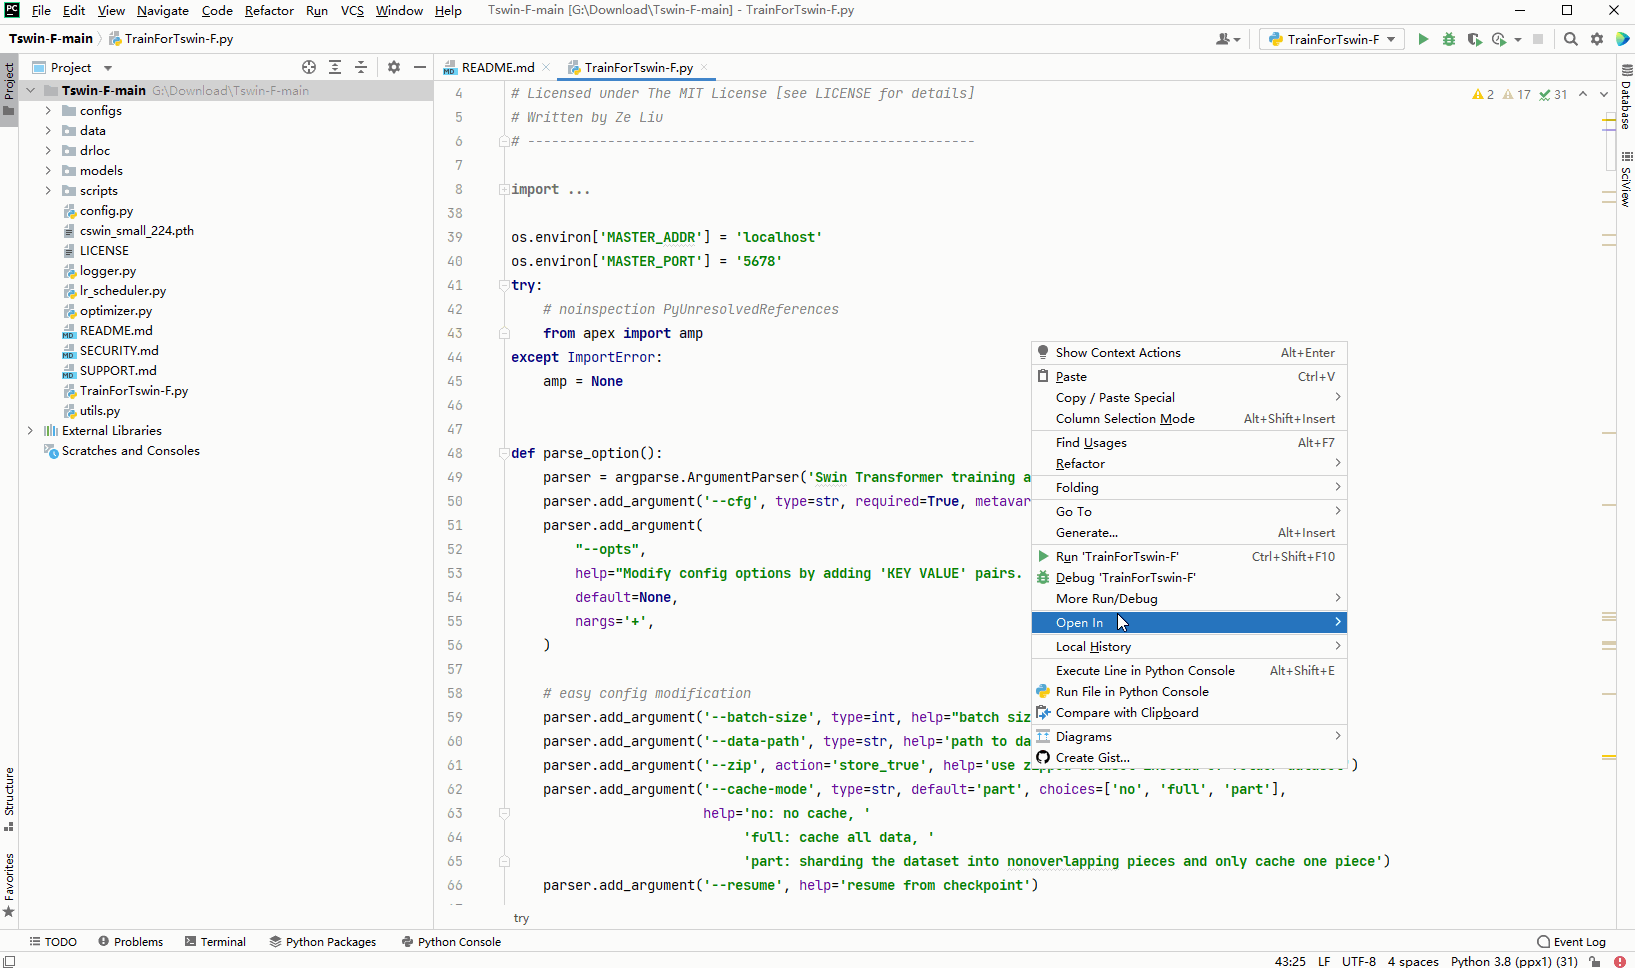 PC File Edit View Navigate Code Refactor Run VCS Window Help Tswin-F-main [G:\Download\Tswin-F-main] - TrainForTswin-F.py
Tswin-F-main TrainForTswin-F.py TrainForTswin-F
Project
Project
README.md
TrainForTswin-F.py
Tswin-F-main G:\Download\Tswin-F-main
configs
data
drloc
models
scripts
config.py
cswin_small_224.pth
LICENSE
logger.py
lr_scheduler.py
optimizer.py
README.md
SECURITY.md
SUPPORT.md
TrainForTswin-F.py
utils.py
External Libraries
Scratches and Consoles
Structure
Favorites
2 17 31
4 # Licensed under The MIT License [see LICENSE for details]
5 # Written by Ze Liu
6 # --------------------------------------------------------
7
8 import ...
38
39 os.environ['MASTER_ADDR'] = 'localhost'
40 os.environ['MASTER_PORT'] = '5678'
41 try:
42 # noinspection PyUnresolvedReferences
43 from apex import amp
44 except ImportError:
45 amp = None
46
47
48 def parse_option():
49 parser = argparse.ArgumentParser('Swin Transformer training a
50 parser.add_argument('--cfg', type=str, required=True, metavar
51 parser.add_argument(
52 "--opts",
53 help="Modify config options by adding 'KEY VALUE' pairs.
54 default=None,
55 nargs='+',
56 )
57
58 # easy config modification
59 parser.add_argument('--batch-size', type=int, help="batch siz
60 parser.add_argument('--data-path', type=str, help='path to da
61 parser.add_argument('--zip', action='store_true', help='use z )
62 parser.add_argument('--cache-mode', type=str, default='part', choices=['no', 'full', 'part'],
63 help='no: no cache, '
64 'full: cache all data, '
65 'part: sharding the dataset into nonoverlapping pieces and only cache one piece')
66 parser.add_argument('--resume', help='resume from checkpoint')
try
Show Context Actions Alt+Enter
Paste Ctrl+V
Copy / Paste Special
Column Selection Mode Alt+Shift+Insert
Find Usages Alt+F7
Refactor
Folding
Go To
Generate... Alt+Insert
Run 'TrainForTswin-F' Ctrl+Shift+F10
Debug 'TrainForTswin-F'
More Run/Debug
Open In
Local History
Execute Line in Python Console Alt+Shift+E
Run File in Python Console
Compare with Clipboard
Diagrams
Create Gist...
Database
SciView
TODO Problems Terminal Python Packages Python Console Event Log
43:25 LF UTF-8 4 spaces Python 3.8 (ppx1) (31)